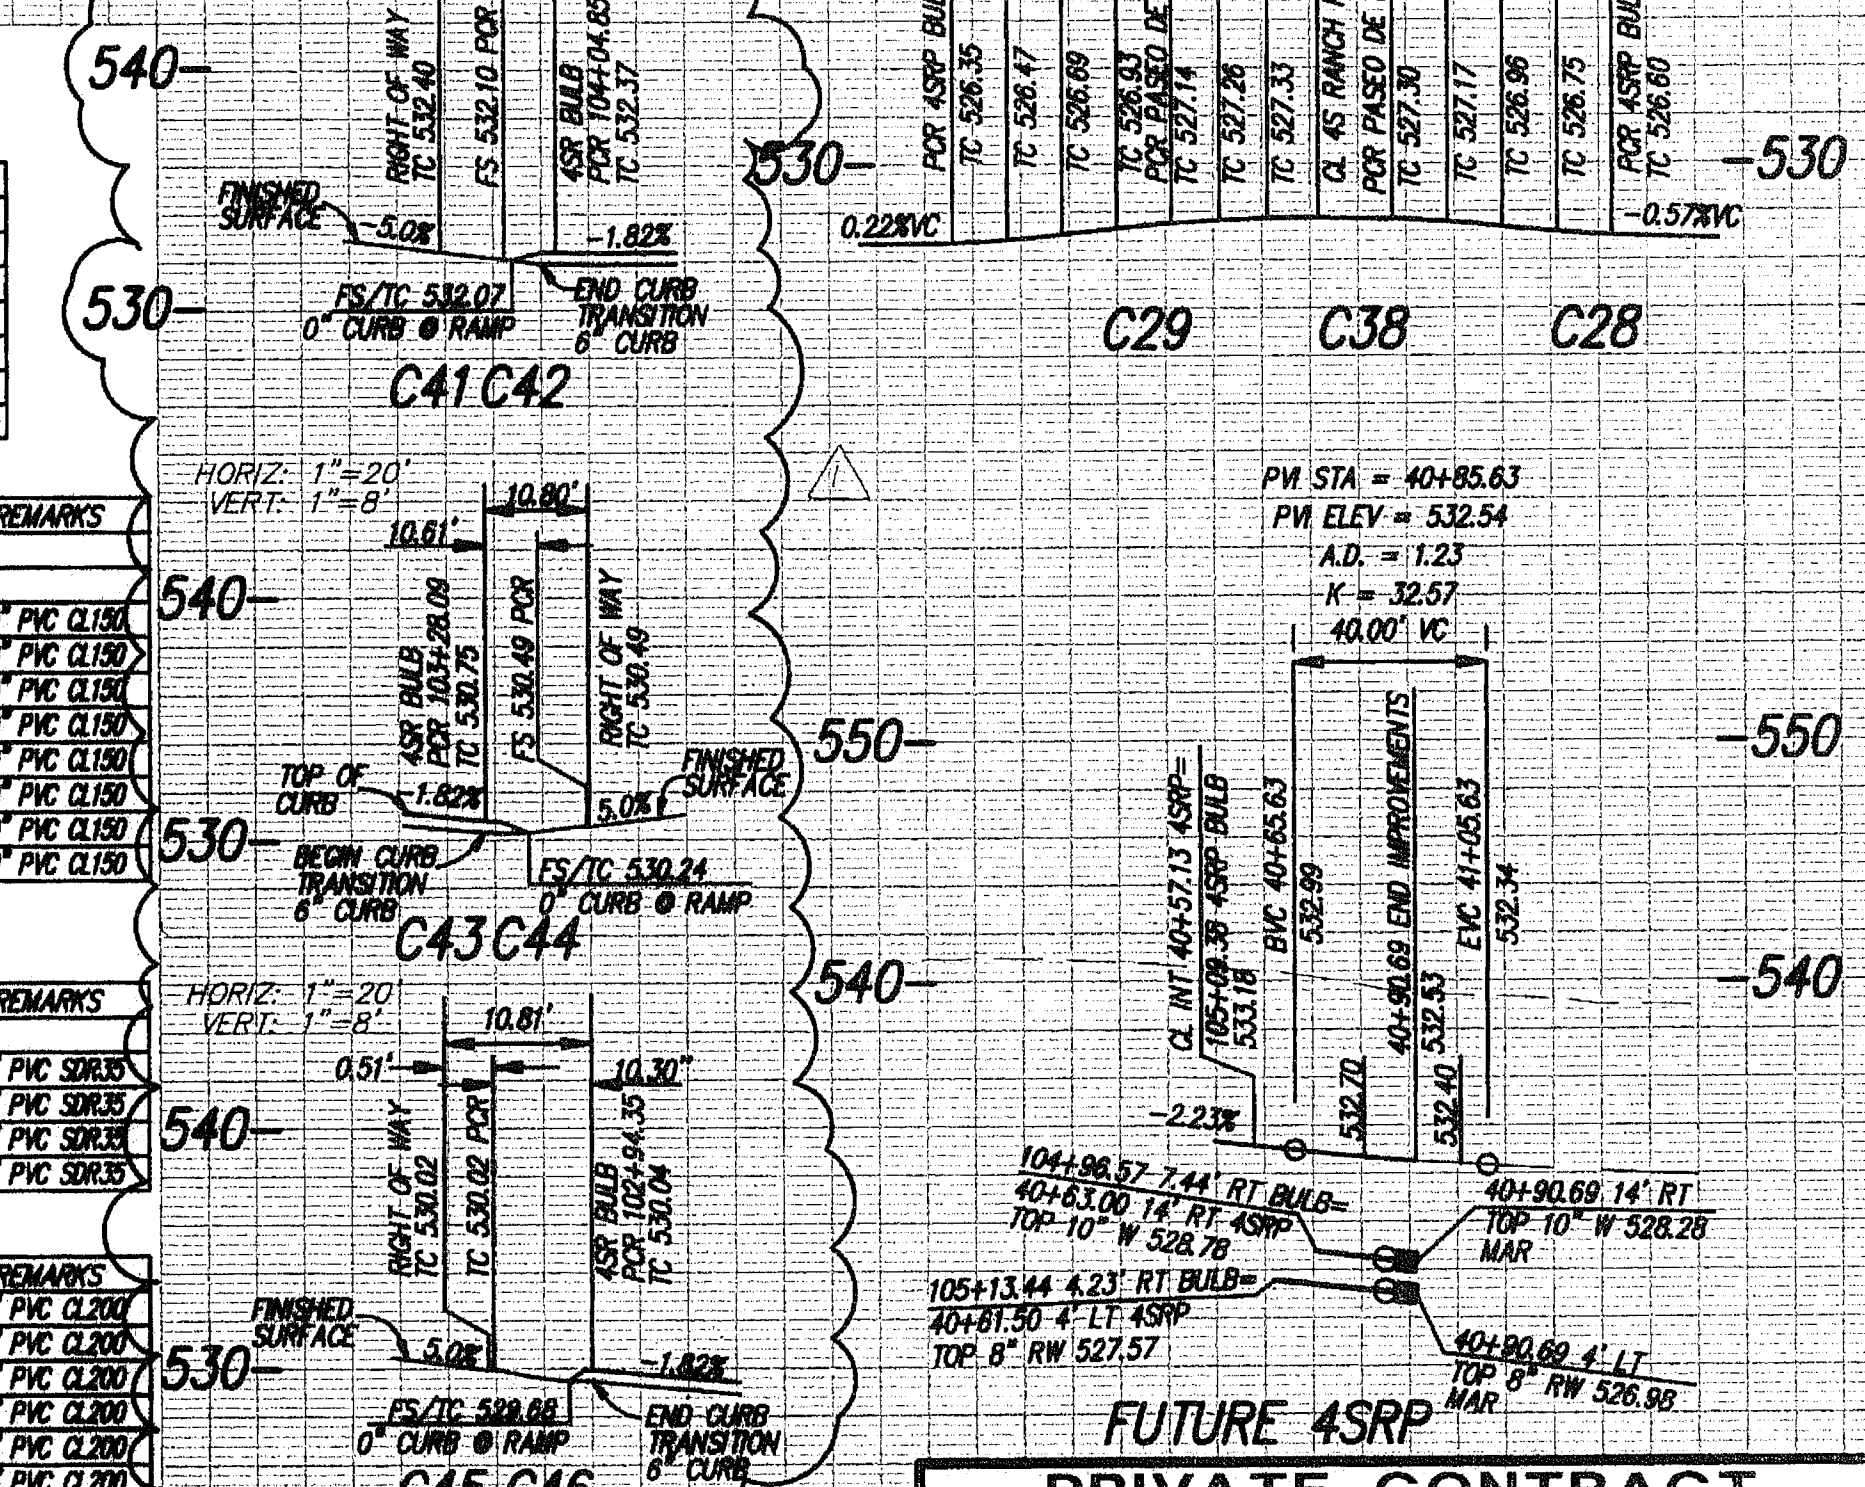 540-
RIGHT OF WAY
TC 532.40
FS 532.10 PCR
4SR BULB
PCR 104+04.85
TC 532.37
FINISHED
SURFACE
-5.0%
-1.82%
FS/TC 532.07
0" CURB @ RAMP
END CURB
TRANSITION
6" CURB
530-
C41 C42
530-
PCR 4SRP BUL
TC 526.35
TC 526.47
TC 526.69
TC 526.93
PCR PASEO DE
TC 527.14
TC 527.26
TC 527.33
CL 4S RANCH
PCR PASEO DE
TC 527.30
TC 527.17
TC 526.96
TC 526.75
PCR 4SRP BUL
TC 526.60
-530
0.22%VC
-0.57%VC
C29 C38 C28
HORIZ: 1"=20'
VERT: 1"=8'
10.80'
10.61'
540-
4SR BULB
PCR 103+28.09
TC 530.75
FS 530.49 PCR
RIGHT OF WAY
TC 530.49
TOP OF
CURB
-1.82%
5.0%
FINISHED
SURFACE
530-
BEGIN CURB
TRANSITION
6" CURB
FS/TC 530.24
0" CURB @ RAMP
C43 C44
1
REMARKS
" PVC CL150
" PVC CL150
" PVC CL150
" PVC CL150
" PVC CL150
" PVC CL150
" PVC CL150
" PVC CL150
REMARKS
PVC SDR35
PVC SDR35
PVC SDR35
PVC SDR35
REMARKS
PVC CL200
PVC CL200
PVC CL200
PVC CL200
PVC CL200
PVC CL200
HORIZ: 1"=20'
VERT: 1"=8'
10.81'
0.51'
10.30"
540-
RIGHT OF WAY
TC 530.02
TC 530.02 PCR
4SR BULB
PCR 102+94.35
TC 530.04
FINISHED
SURFACE
5.0%
-1.82%
530-
FS/TC 529.68
0" CURB @ RAMP
END CURB
TRANSITION
6" CURB
C45 C46
PVI STA = 40+85.63
PVI ELEV = 532.54
A.D. = 1.23
K = 32.57
40.00' VC
550-
-550
540-
-540
CL INT 40+57.13 4SRP=
105+09.38 4SRP BULB
533.18
BVC 40+65.63
532.99
40+90.69 END IMPROVEMENTS
532.53
EVC 41+05.63
532.34
532.70
532.40
-2.23%
104+96.57 7.44' RT BULB=
40+63.00 14' RT 4SRP
TOP 10" W 528.78
40+90.69 14' RT
TOP 10" W 528.28
MAR
105+13.44 4.23' RT BULB=
40+61.50 4' LT 4SRP
TOP 8" RW 527.57
40+90.69 4' LT
TOP 8" RW 526.98
MAR
FUTURE 4SRP
PRIVATE CONTRACT